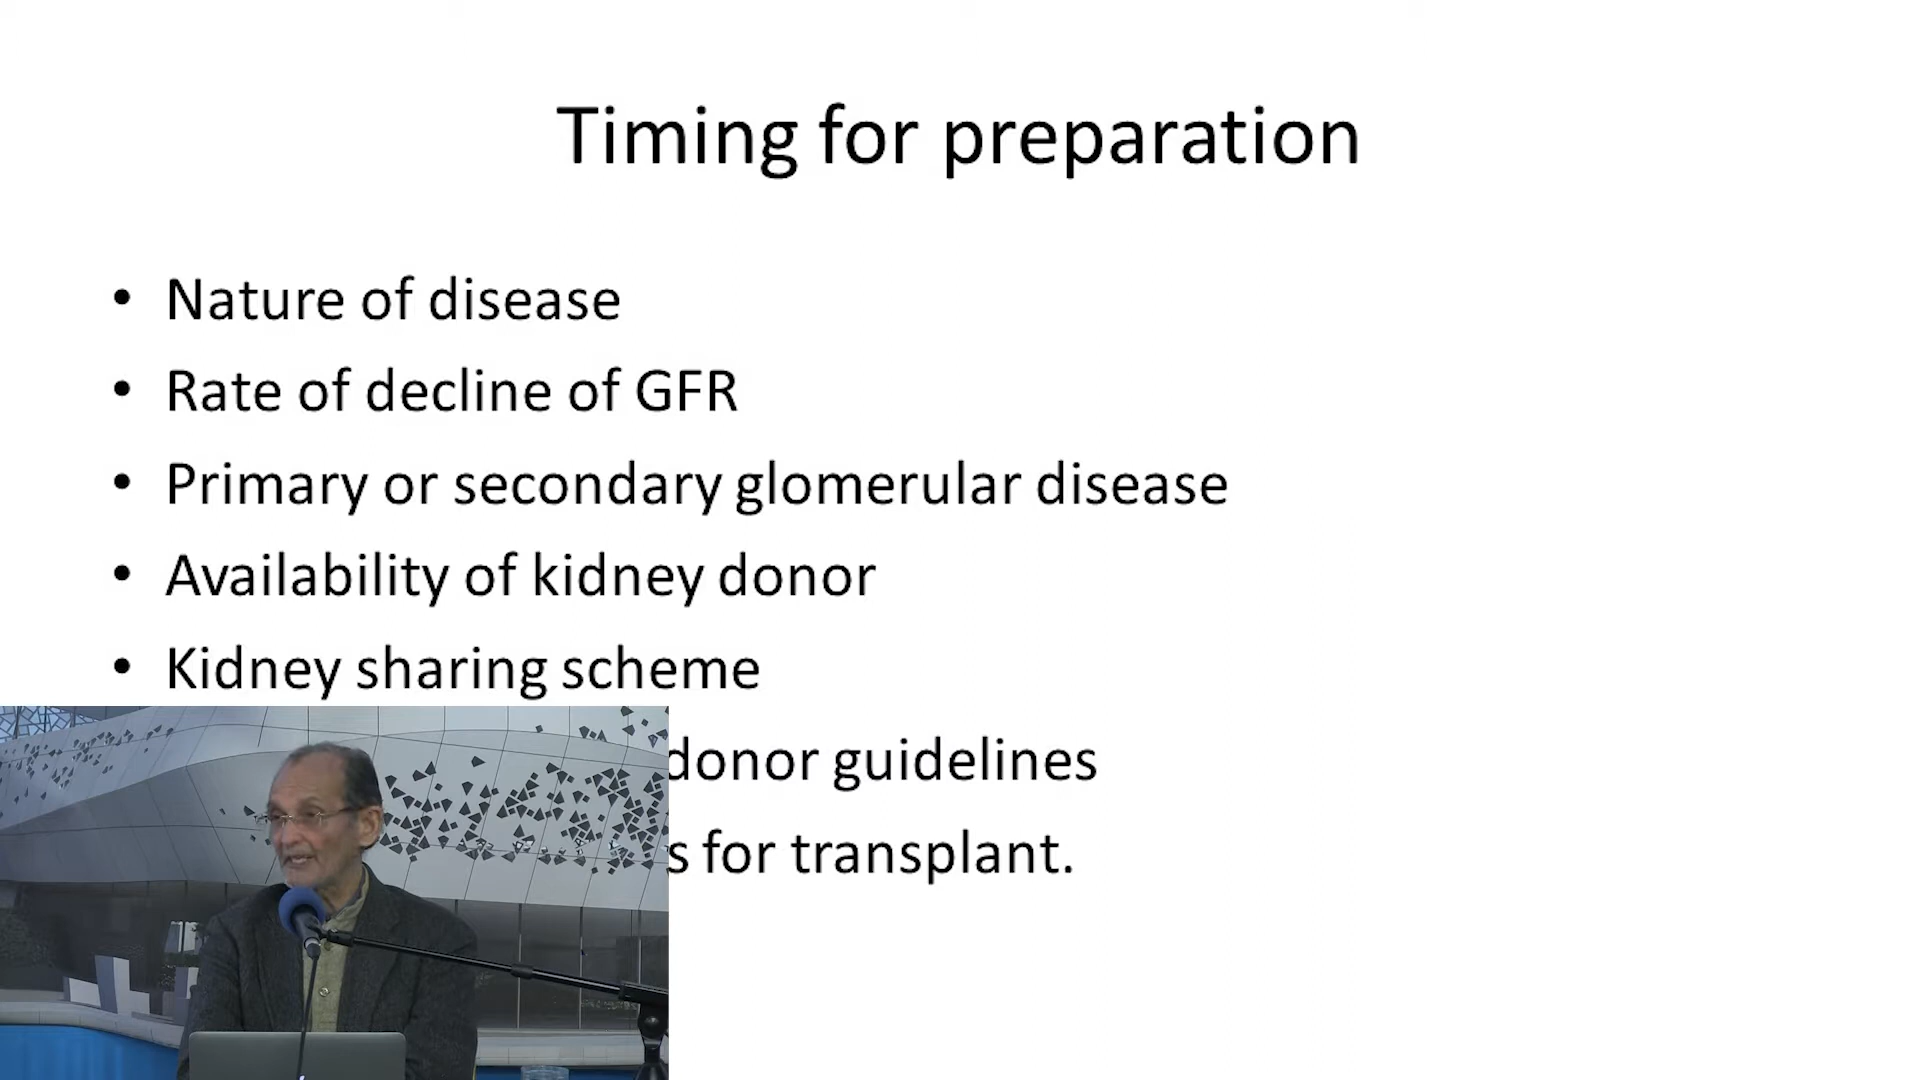 Timing for preparation
• Nature of disease
• Rate of decline of GFR
• Primary or secondary glomerular disease
• Availability of kidney donor
• Kidney sharing scheme
donor guidelines
for transplant.